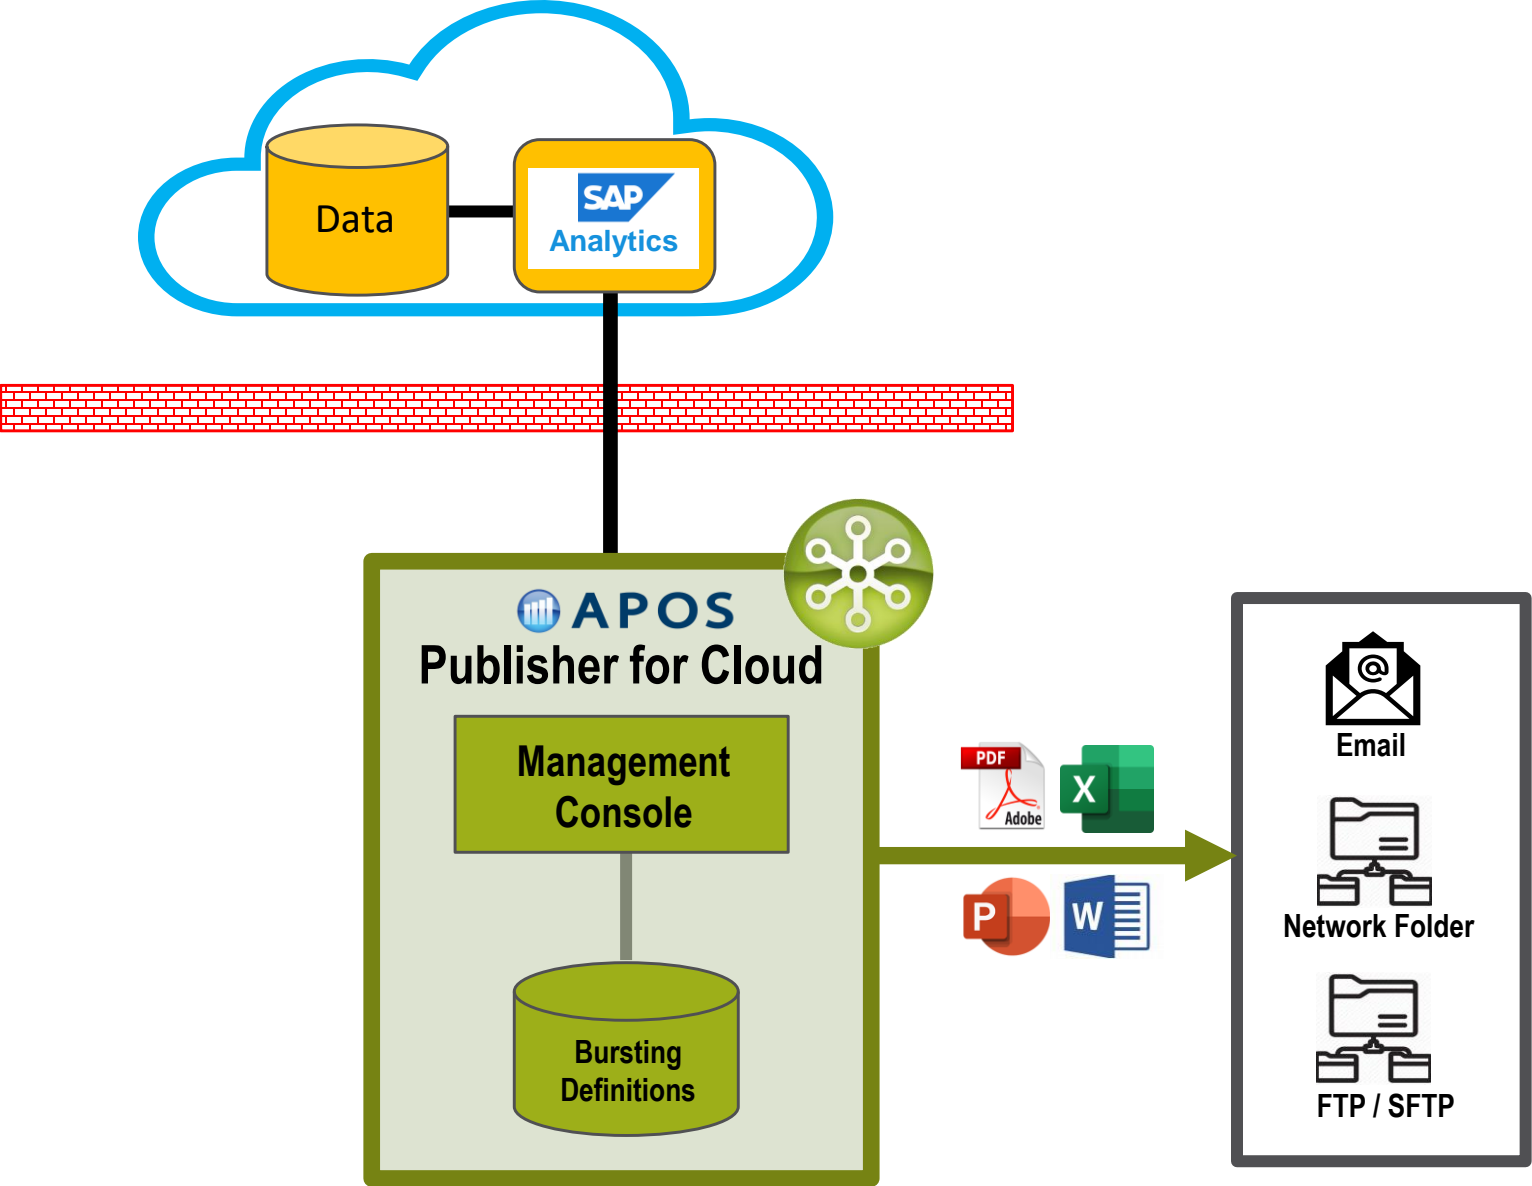 Data
SAP
Analytics
APOS
Publisher for Cloud
Management
Console
Bursting
Definitions
PDF
Adobe
X
P
W
@
Email
Network Folder
FTP / SFTP